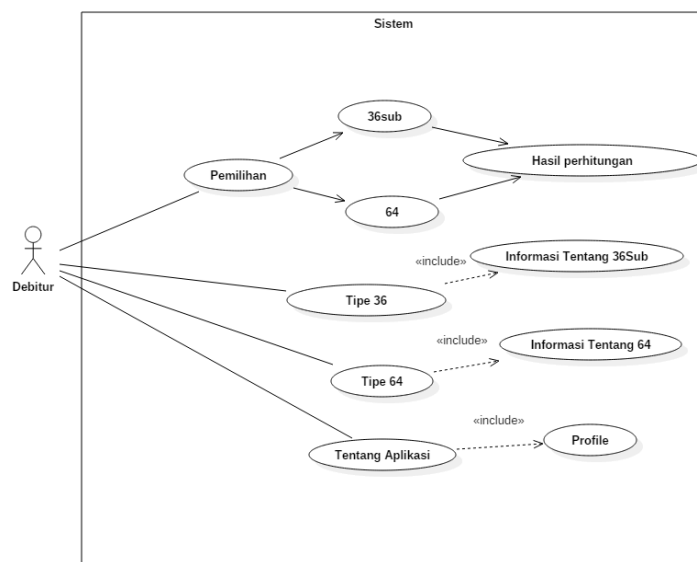 Sistem
36sub
Hasil perhitungan
Pemilihan
64
Debitur
«include»
Informasi Tentang 36Sub
Tipe 36
«include»
Informasi Tentang 64
Tipe 64
«include»
Profile
Tentang Aplikasi